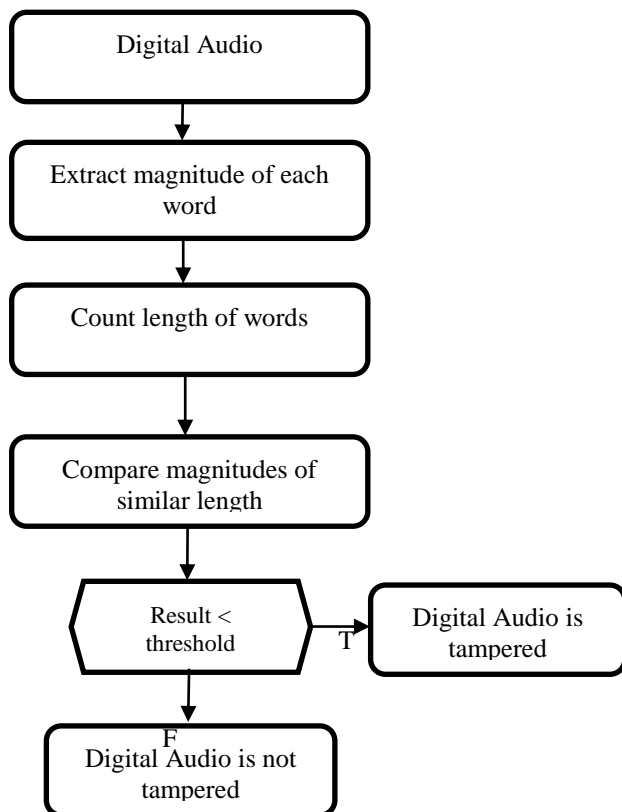 Digital Audio
Extract magnitude of each
word
Count length of words
Compare magnitudes of
similar length
Result <
threshold
T
Digital Audio is
tampered
F
Digital Audio is not
tampered